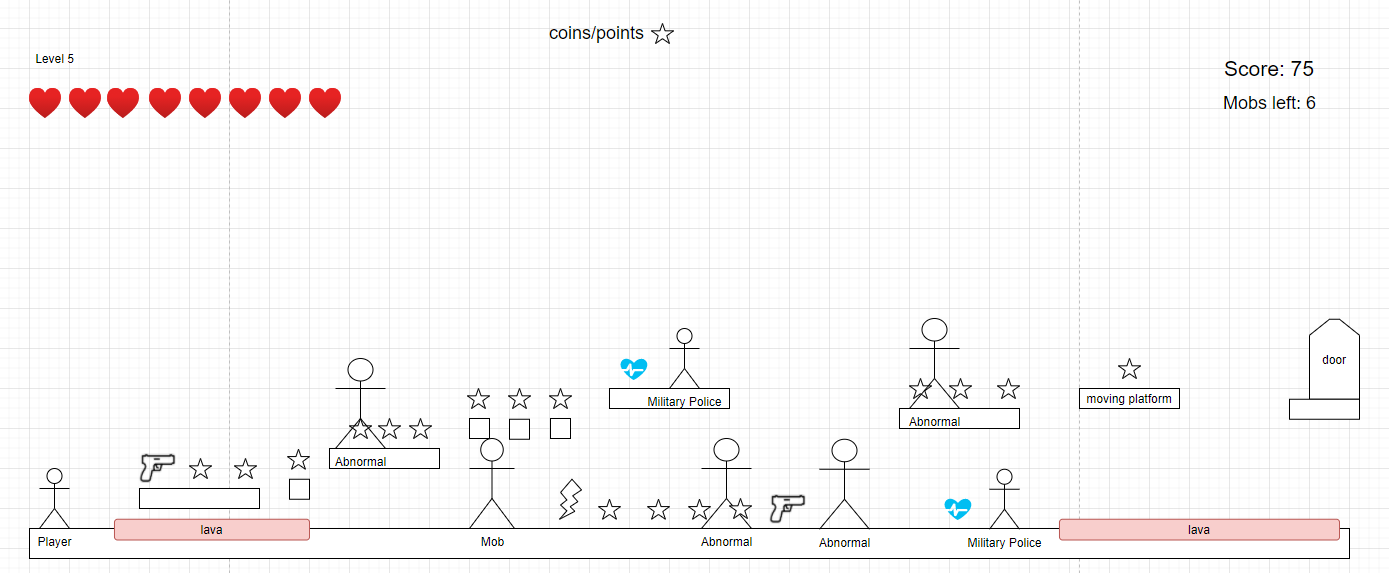 coins/points
Level 5
Score: 75
Mobs left: 6
door
moving platform
Military Police
Abnormal
Abnormal
lava
lava
Player
Mob
Abnormal
Abnormal
Military Police